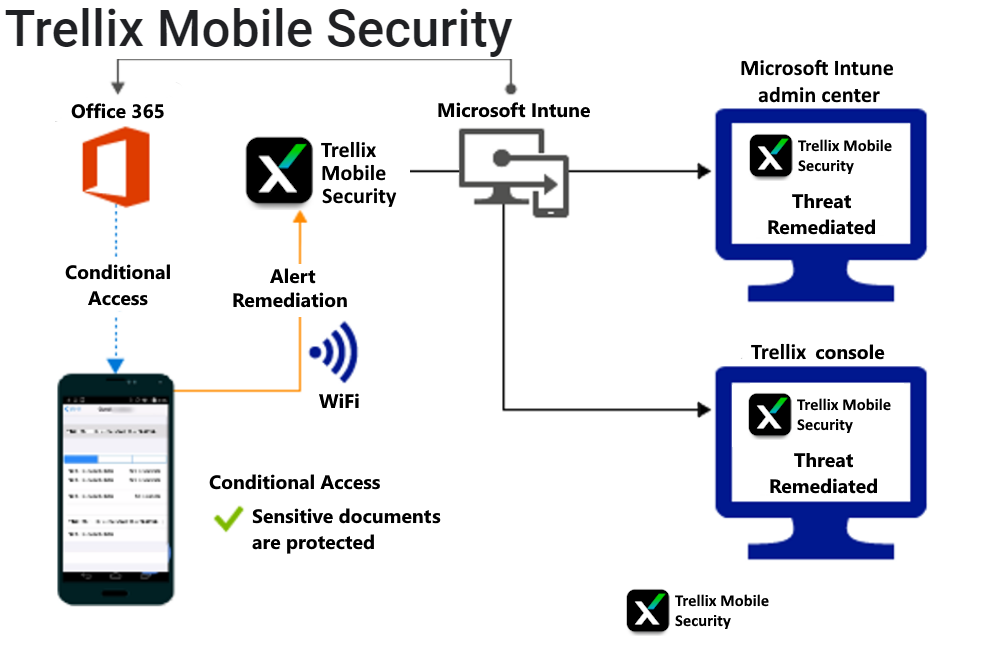 Trellix Mobile Security
Office 365
Microsoft Intune
Microsoft Intune
admin center
Trellix
Mobile
Security
Trellix Mobile
Security
Threat
Remediated
Conditional
Access
Alert
Remediation
WiFi
Trellix console
Trellix Mobile
Security
Threat
Remediated
Conditional Access
Sensitive documents
are protected
Trellix Mobile
Security